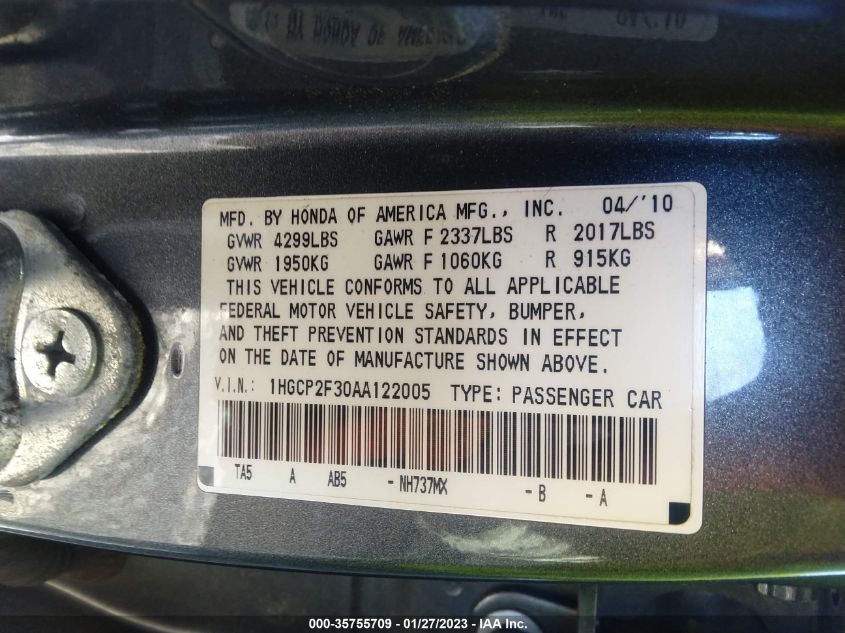 MFD. BY HONDA OF AMERICA MFG., INC. 04/'10
GVWR 4299LBS GAWR F 2337LBS R 2017LBS
GVWR 1950KG GAWR F 1060KG R 915KG
THIS VEHICLE CONFORMS TO ALL APPLICABLE
FEDERAL MOTOR VEHICLE SAFETY, BUMPER,
AND THEFT PREVENTION STANDARDS IN EFFECT
ON THE DATE OF MANUFACTURE SHOWN ABOVE.
V.I.N.: 1HGCP2F30AA122005 TYPE: PASSENGER CAR
TA5 A AB5 - NH737MX - B - A
000-35755709 - 01/27/2023 - © IAA Inc.